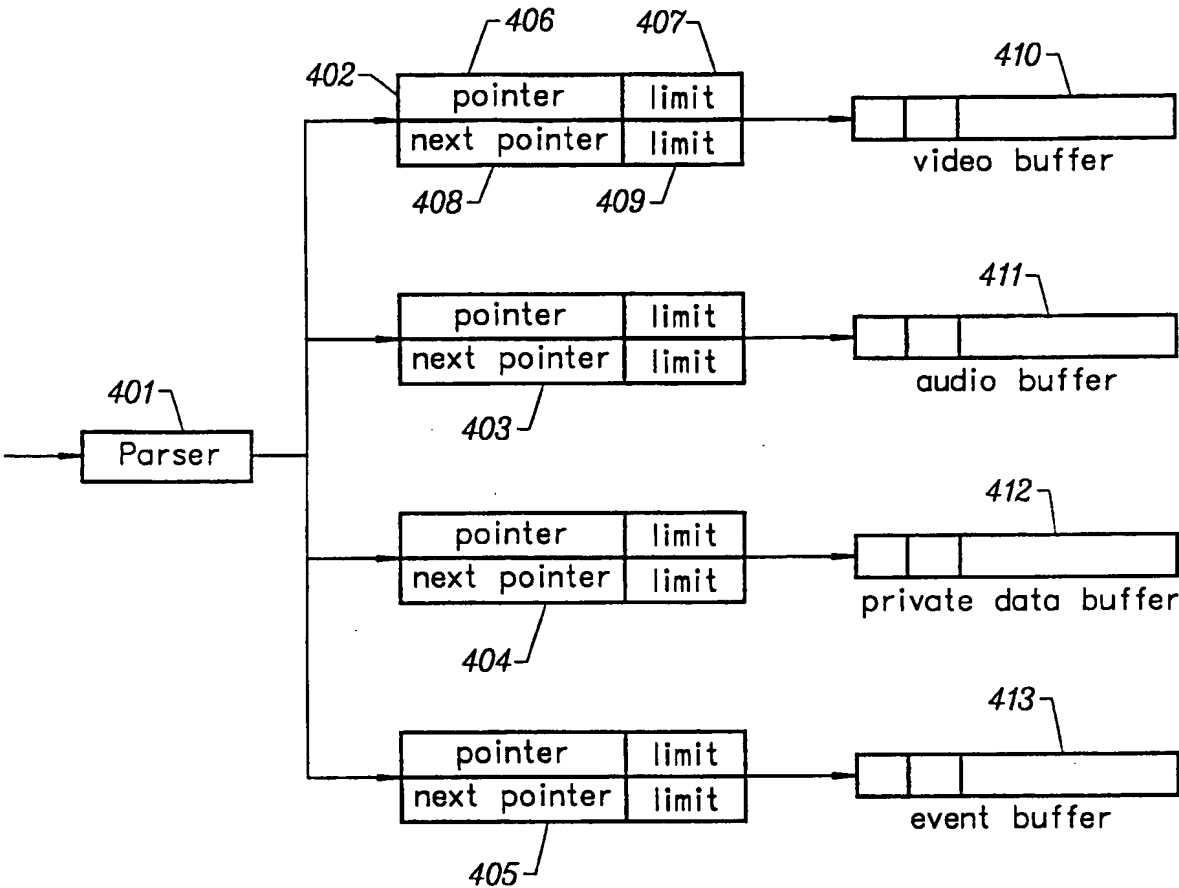 406
407
402
410
pointer limit
next pointer limit
video buffer
408
409
411
pointer limit
next pointer limit
audio buffer
401
403
Parser
412
pointer limit
next pointer limit
private data buffer
404
413
pointer limit
next pointer limit
event buffer
405